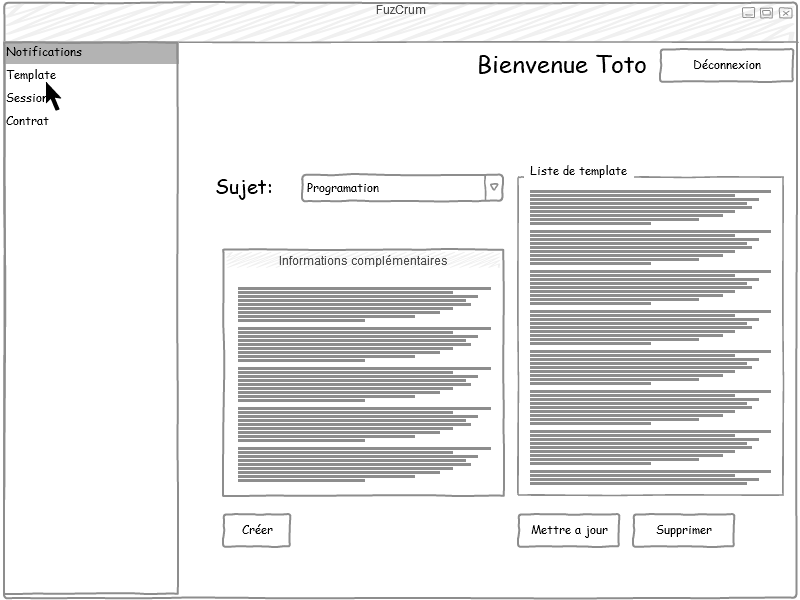 FuzCrum
Notifications
Template
Session
Contrat
Bienvenue Toto
Déconnexion
Sujet:
Programation
Liste de template
Informations complémentaires
Créer
Mettre a jour
Supprimer